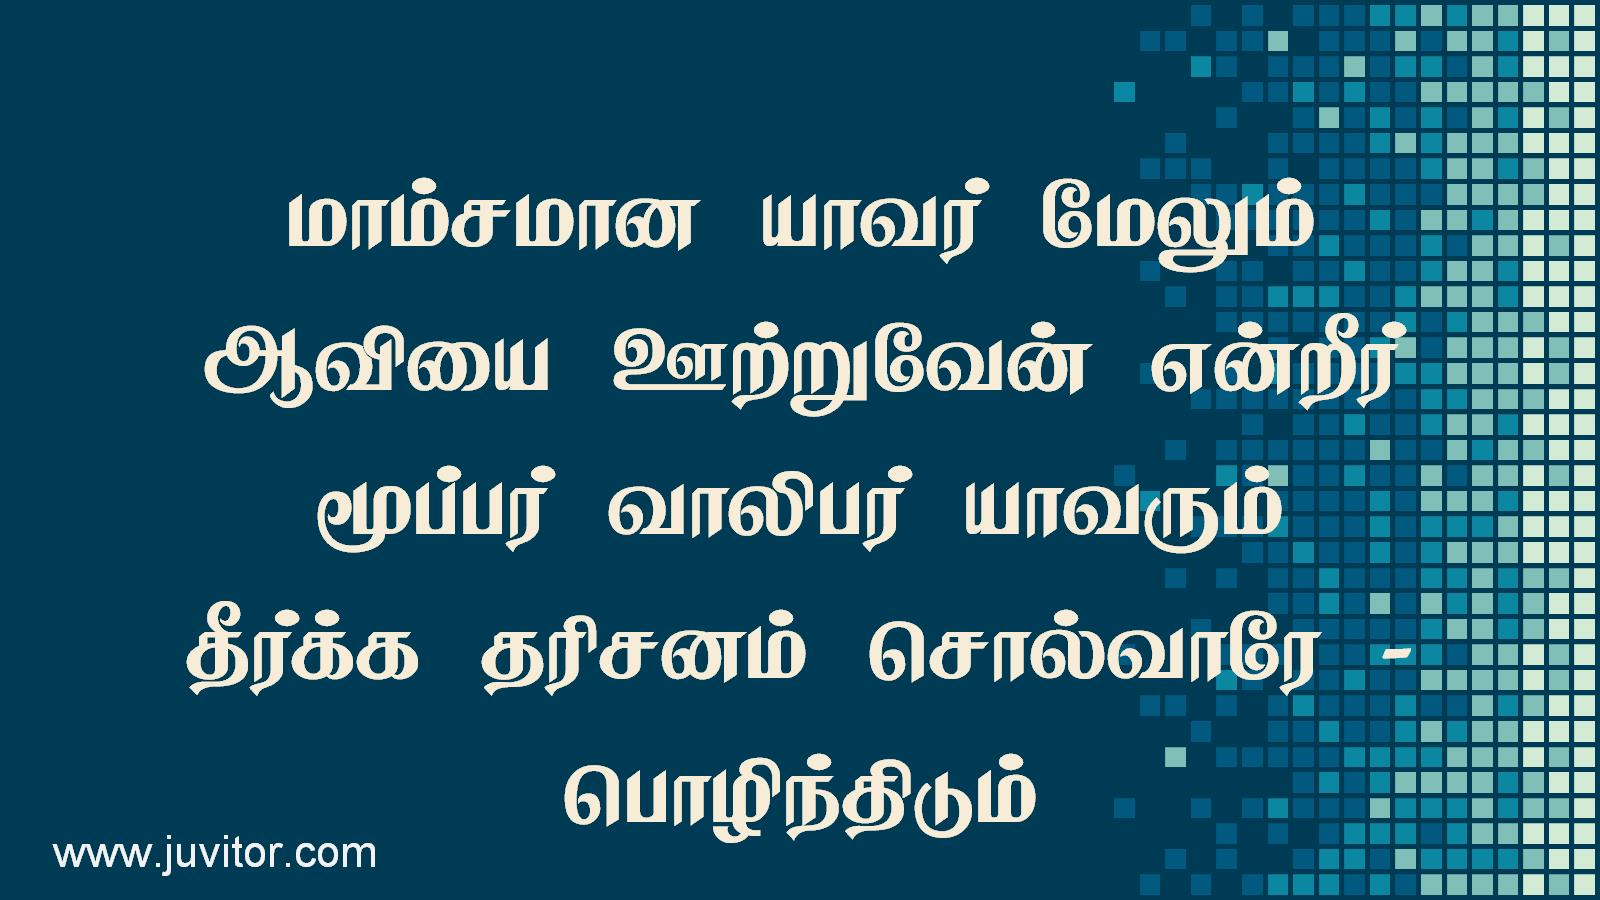 மாம்சமான யாவர் மேலும்
ஆவியை ஊற்றுவேன் என்றீர்
மூப்பர் வாலிபர் யாவரும்
தீர்க்க தரிசனம் சொல்வாரே -
பொழிந்திடும்
www.juvitor.com